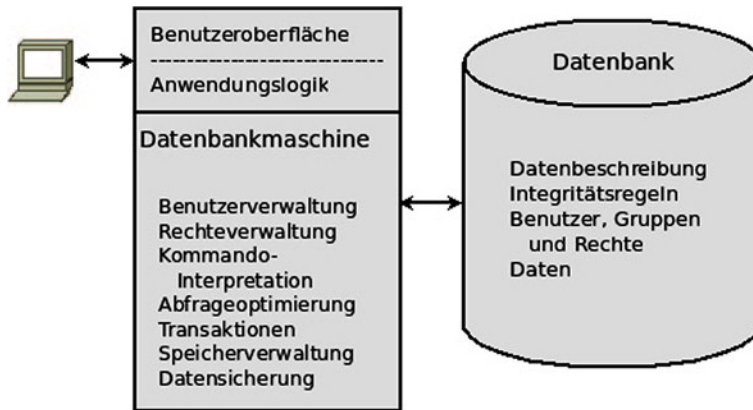 Benutzeroberfläche
Anwendungslogik
Datenbankmaschine
Benutzerverwaltung
Rechteverwaltung
Kommando-
Interpretation
Abfrageoptimierung
Transaktionen
Speicherverwaltung
Datensicherung
Datenbank
Datenbeschreibung
Integritätsregeln
Benutzer, Gruppen
und Rechte
Daten